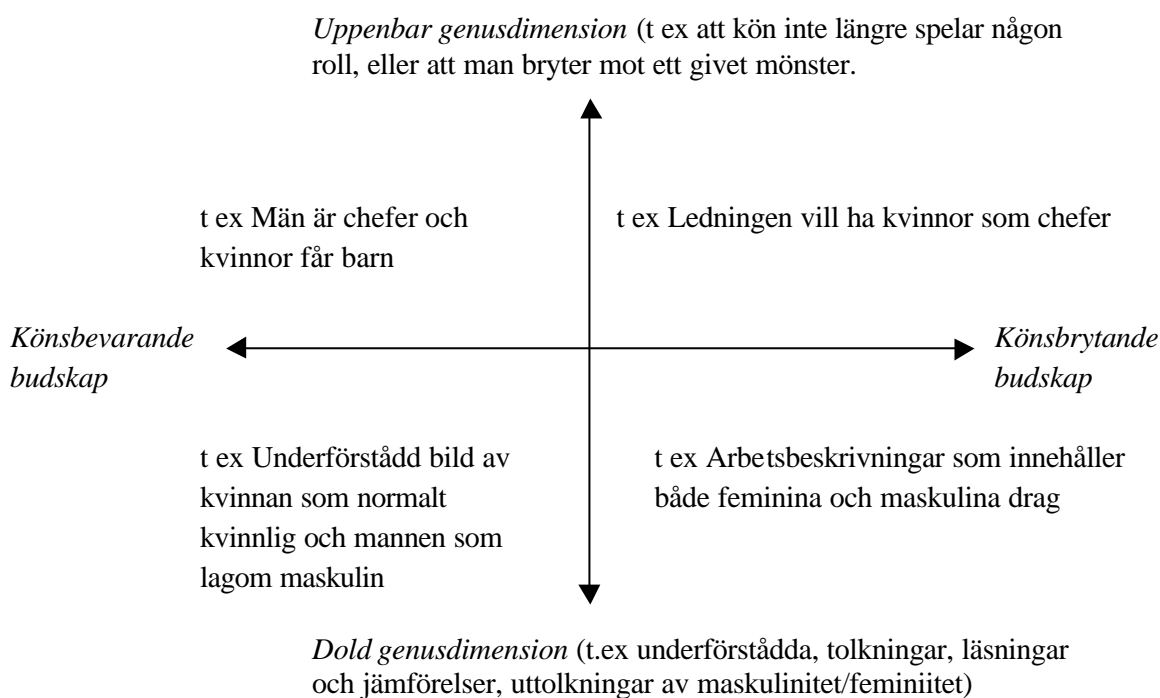 Uppenbar genusdimension (t ex att kön inte längre spelar någon
roll, eller att man bryter mot ett givet mönster.
t ex Män är chefer och
kvinnor får barn
t ex Ledningen vill ha kvinnor som chefer
Könsbevarande
budskap
Könsbrytande
budskap
t ex Underförstådd bild av
kvinnan som normalt
kvinnlig och mannen som
lagom maskulin
t ex Arbetsbeskrivningar som innehåller
både feminina och maskulina drag
Dold genusdimension (t.ex underförstådda, tolkningar, läsningar
och jämförelser, uttolkningar av maskulinitet/feminiitet)